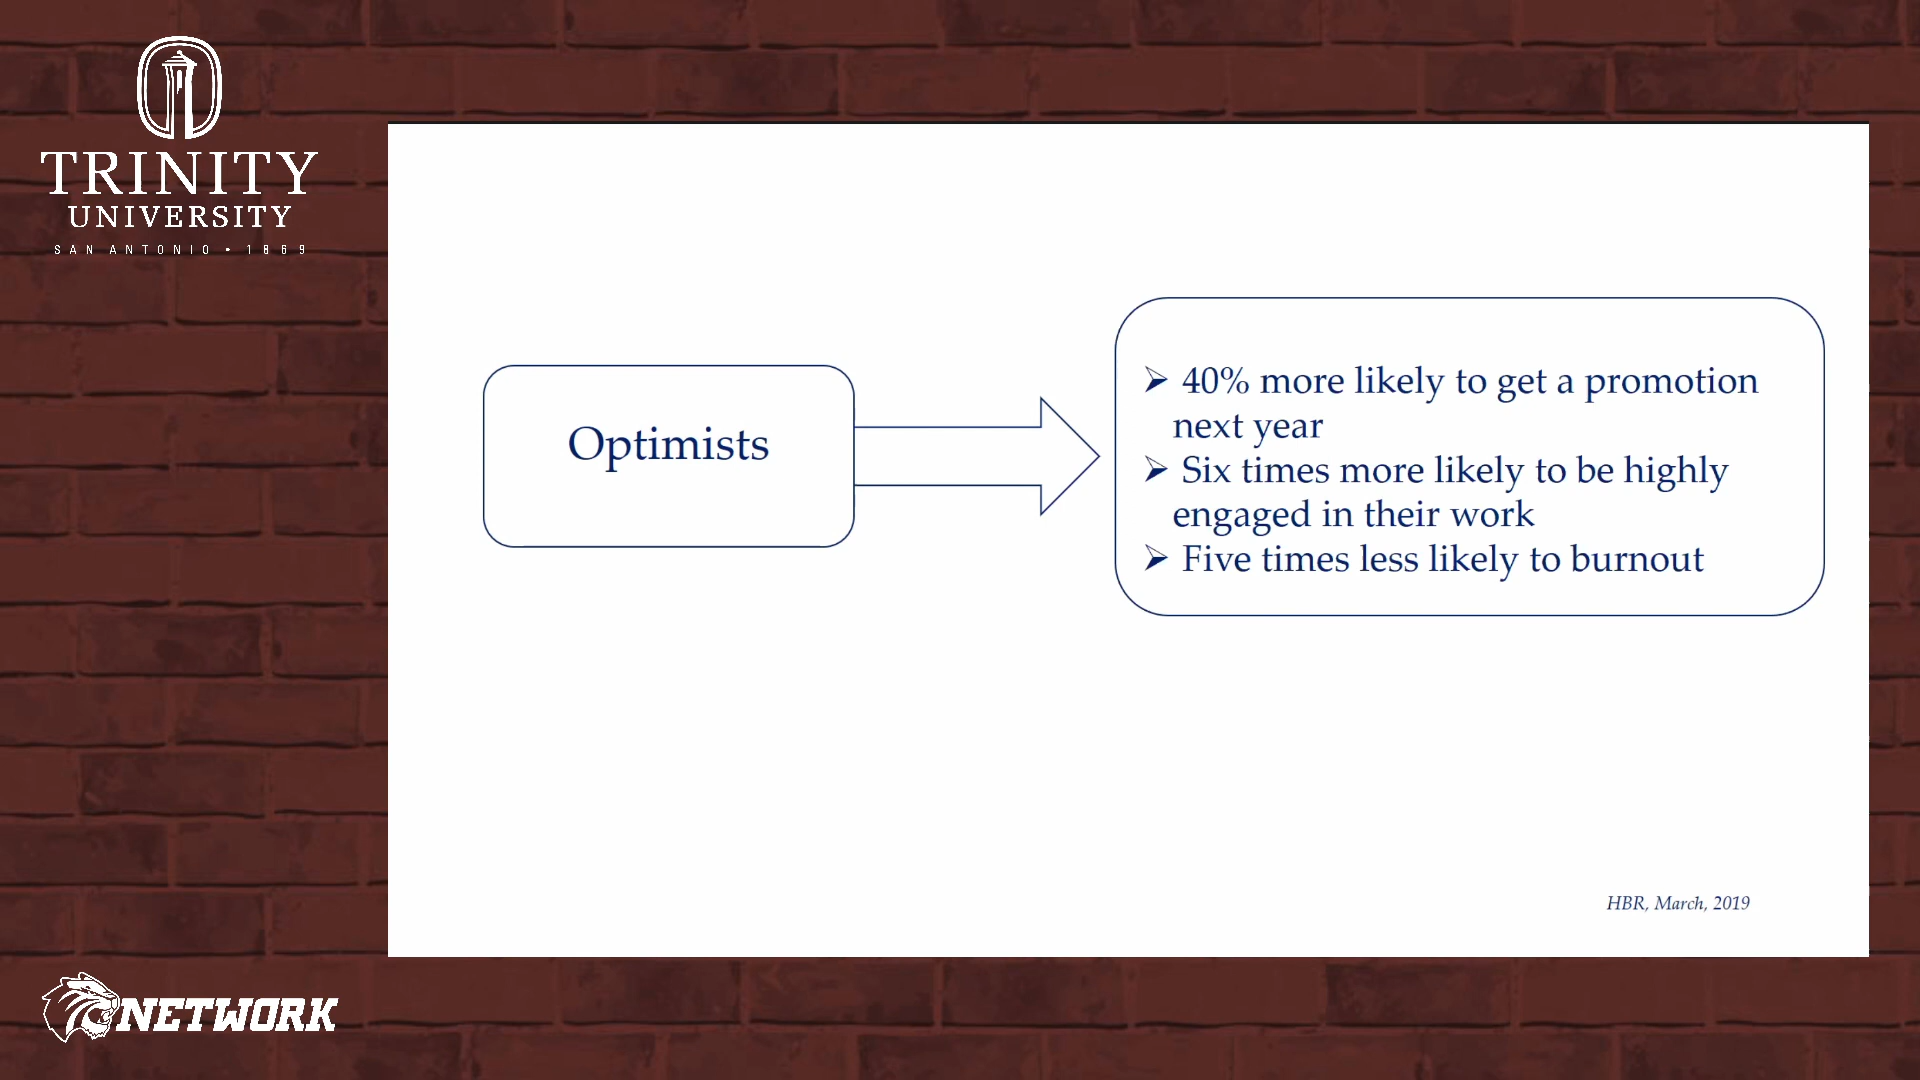 TRINITY
UNIVERSITY
SAN ANTONIO • 1869
Optimists
➢ 40% more likely to get a promotion
next year
➢ Six times more likely to be highly
engaged in their work
➢ Five times less likely to burnout
HBR, March, 2019
NETWORK